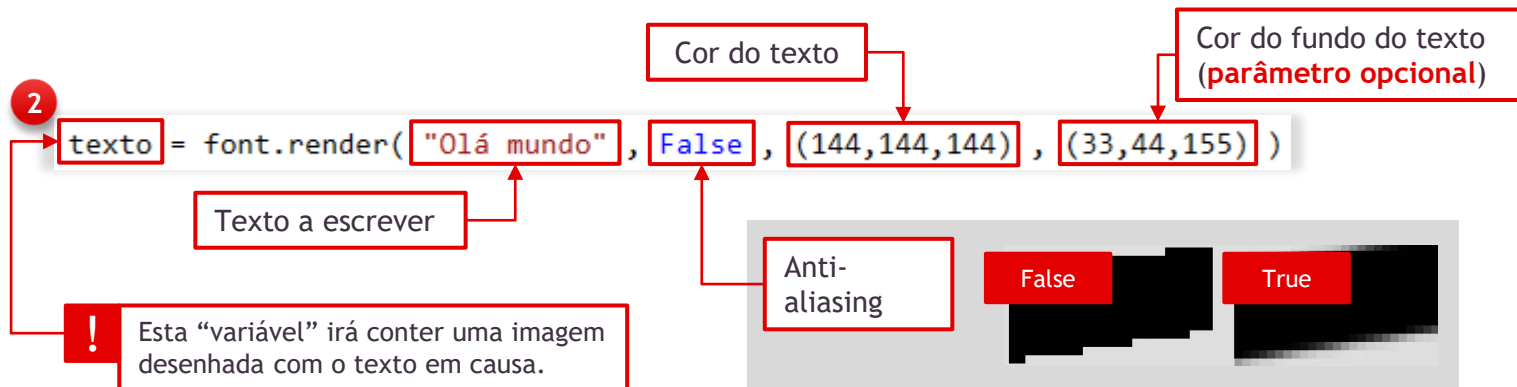 Cor do texto
Cor do fundo do texto
(parâmetro opcional)
2
texto = font.render( "Olá mundo" , False , (144,144,144) , (33,44,155) )
Texto a escrever
Anti-
aliasing
False
True
!
Esta “variável” irá conter uma imagem
desenhada com o texto em causa.